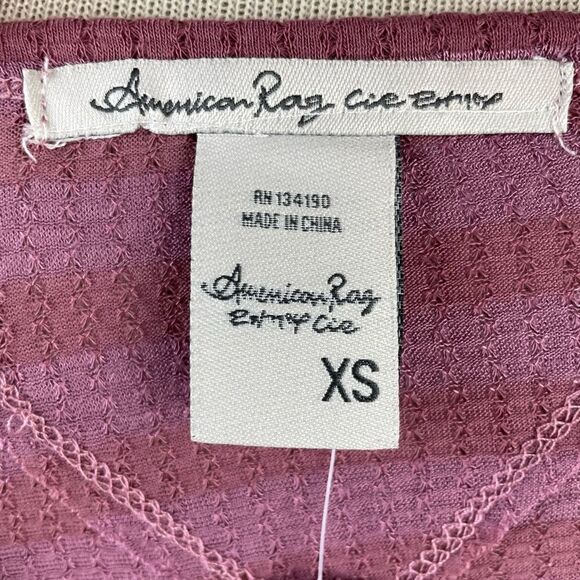 American Rag Cie
RN 134190
MADE IN CHINA
American Rag
Cie
XS